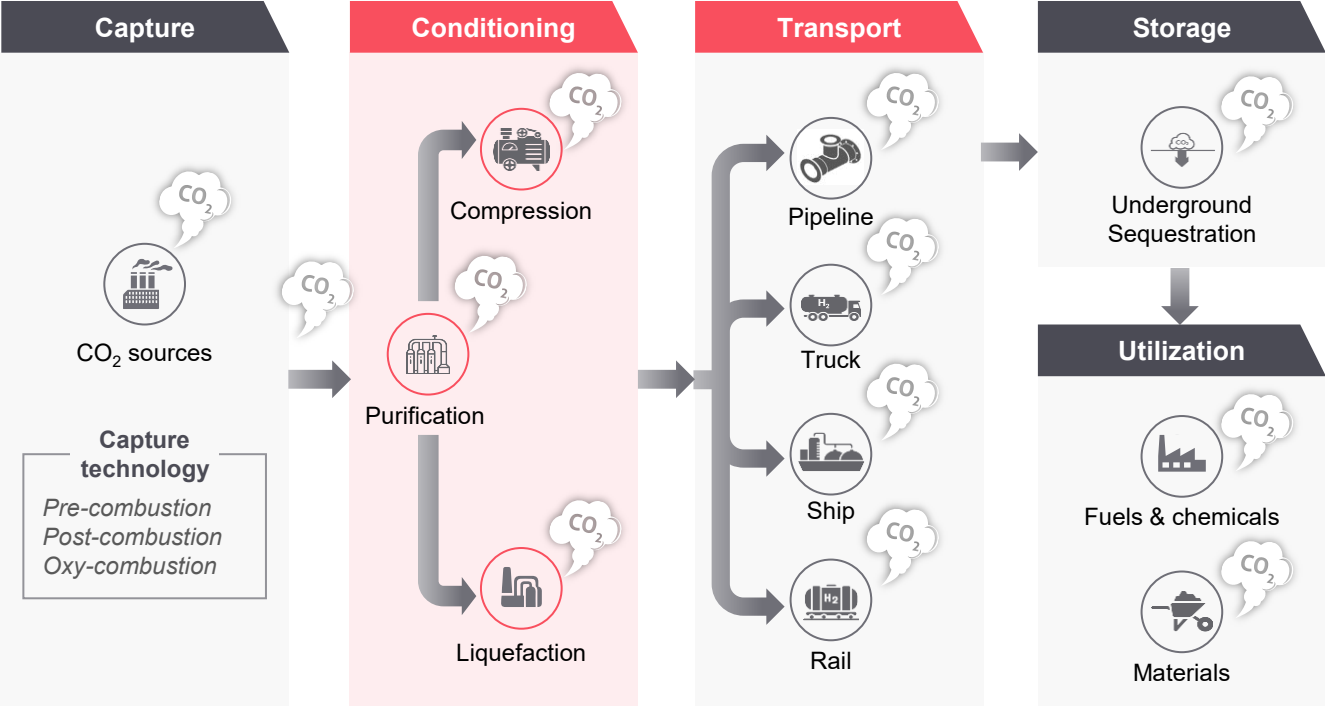 Capture
CO₂
CO₂ sources
Capture
technology
Pre-combustion
Post-combustion
Oxy-combustion
CO₂
Conditioning
CO₂
Compression
CO₂
Purification
CO₂
Liquefaction
Transport
CO₂
Pipeline
CO₂
H₂
Truck
CO₂
Ship
CO₂
H₂
Rail
Storage
CO₂
CO₂
Underground
Sequestration
Utilization
CO₂
Fuels & chemicals
CO₂
Materials